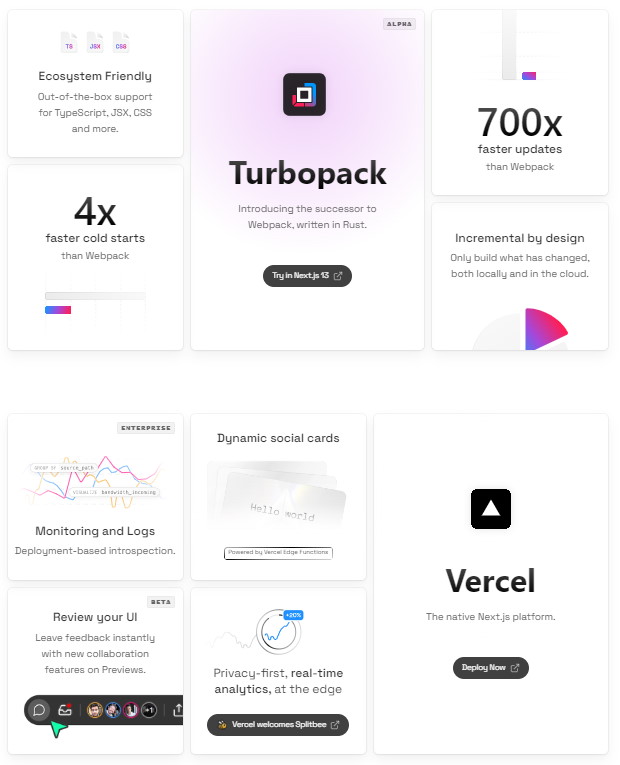 TS JSX CSS
Ecosystem Friendly
Out-of-the-box support
for TypeScript, JSX, CSS
and more.
4x
faster cold starts
than Webpack
ALPHA
Turbopack
Introducing the successor to
Webpack, written in Rust.
Try in Next.js 13
700x
faster updates
than Webpack
Incremental by design
Only build what has changed,
both locally and in the cloud.
ENTERPRISE
source_path
bandwidth_incoming
Monitoring and Logs
Deployment-based introspection.
BETA
Review your UI
Leave feedback instantly
with new collaboration
features on Previews.
+1
Dynamic social cards
Hello world
Powered by Vercel Edge Functions
+20%
Privacy-first, real-time
analytics, at the edge
Vercel welcomes Splitbee
Vercel
The native Next.js platform.
Deploy Now